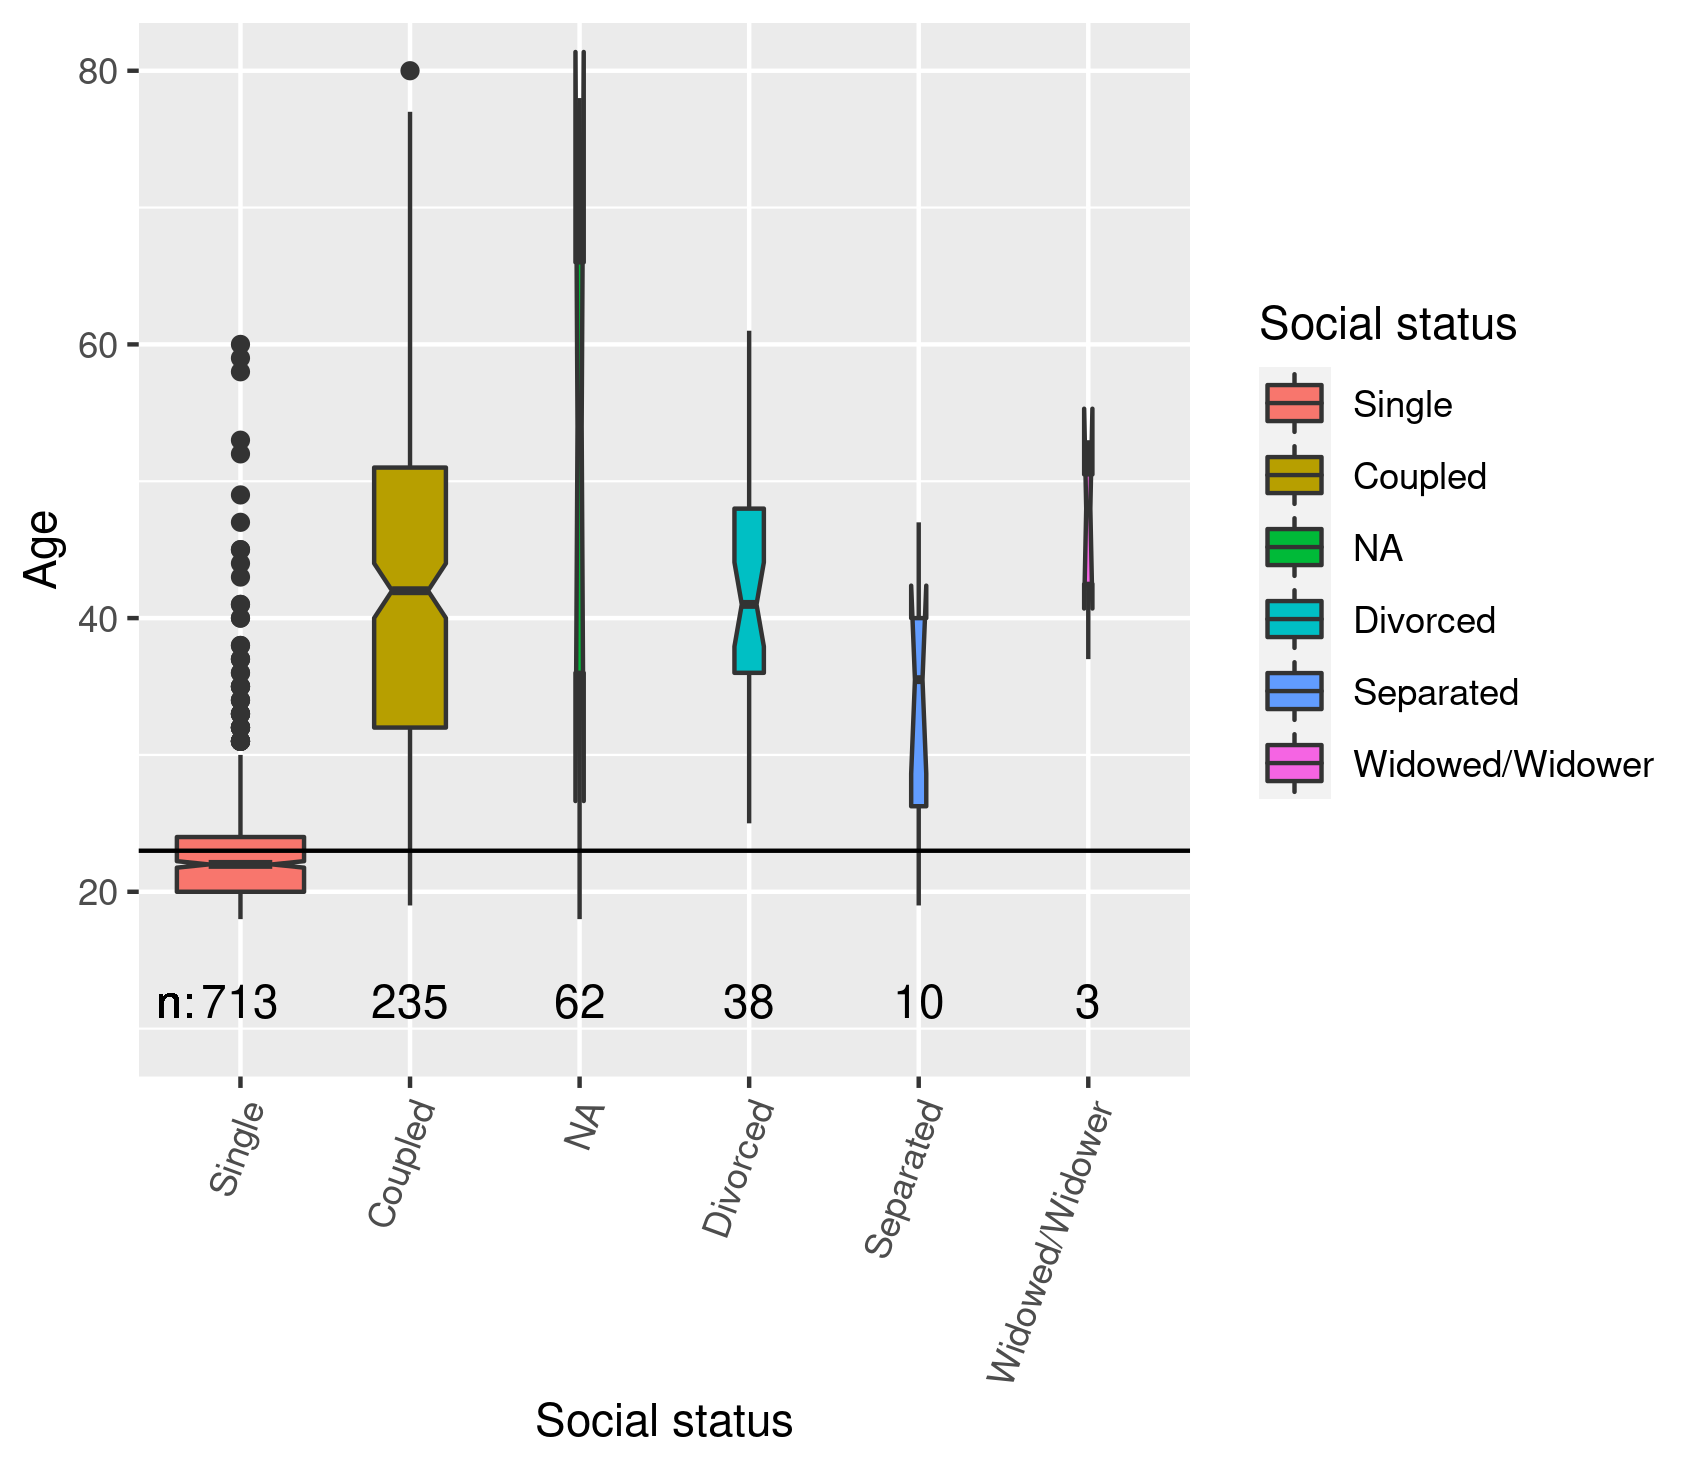 80
60
40
20
Age
n: 713 235 62 38 10 3
Single
Coupled
NA
Divorced
Separated
Widowed/Widower
Social status
Social status
Single
Coupled
NA
Divorced
Separated
Widowed/Widower